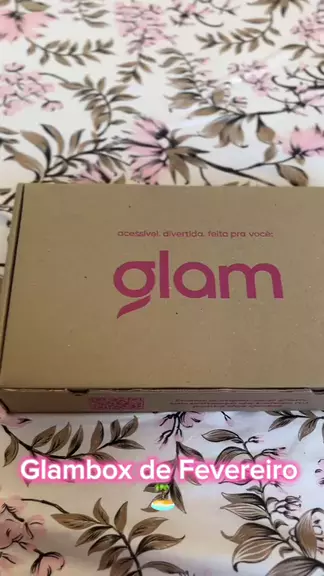 acessível. divertida. feita pra você:
glam
Glambox de Fevereiro
🏝️